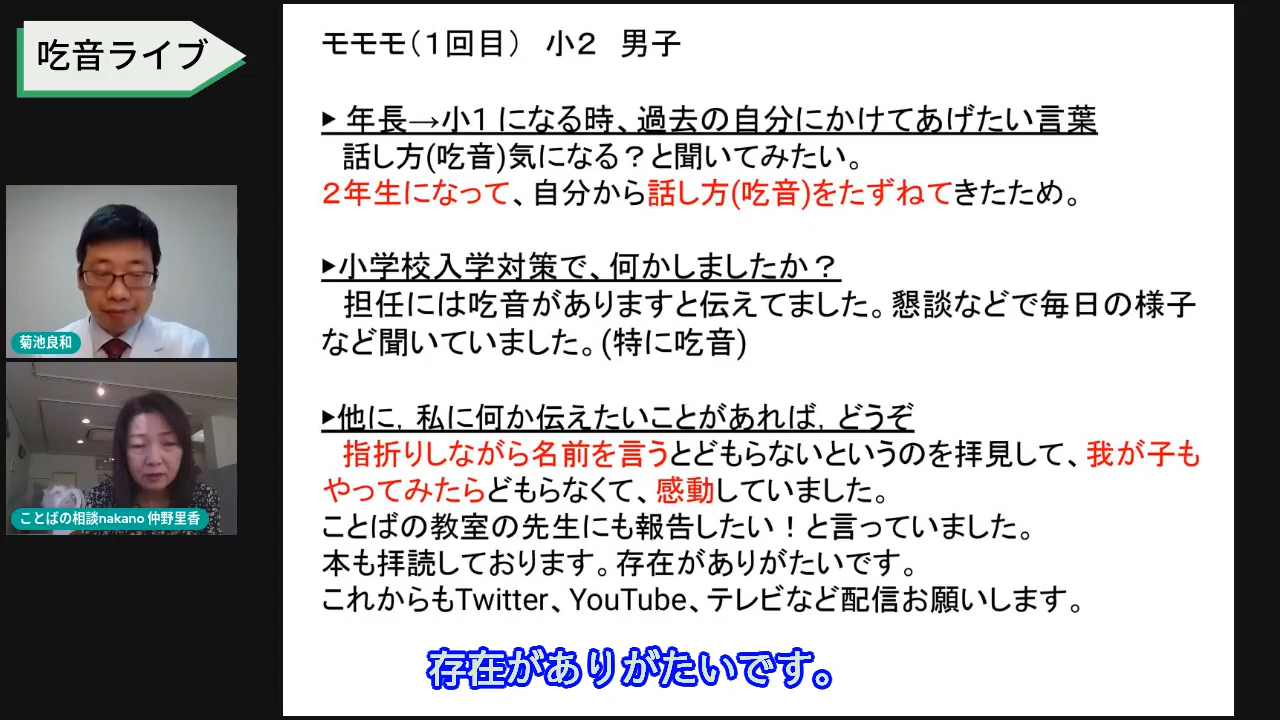 吃音ライブ
モモモ（１回目）　小２　男子
▶ 年長→小１になる時、過去の自分にかけてあげたい言葉
話し方(吃音)気になる？と聞いてみたい。
２年生になって、自分から話し方(吃音)をたずねてきたため。
▶小学校入学対策で、何かしましたか？
担任には吃音がありますと伝えてました。懇談などで毎日の様子
など聞いていました。(特に吃音)
▶他に，私に何か伝えたいことがあれば，どうぞ
指折りしながら名前を言うとどもらないというのを拝見して、我が子も
やってみたらどもらなくて、感動していました。
ことばの教室の先生にも報告したい！と言っていました。
本も拝読しております。存在がありがたいです。
これからもTwitter、YouTube、テレビなど配信お願いします。
菊池良和
ことばの相談nakano 仲野里香
存在がありがたいです。